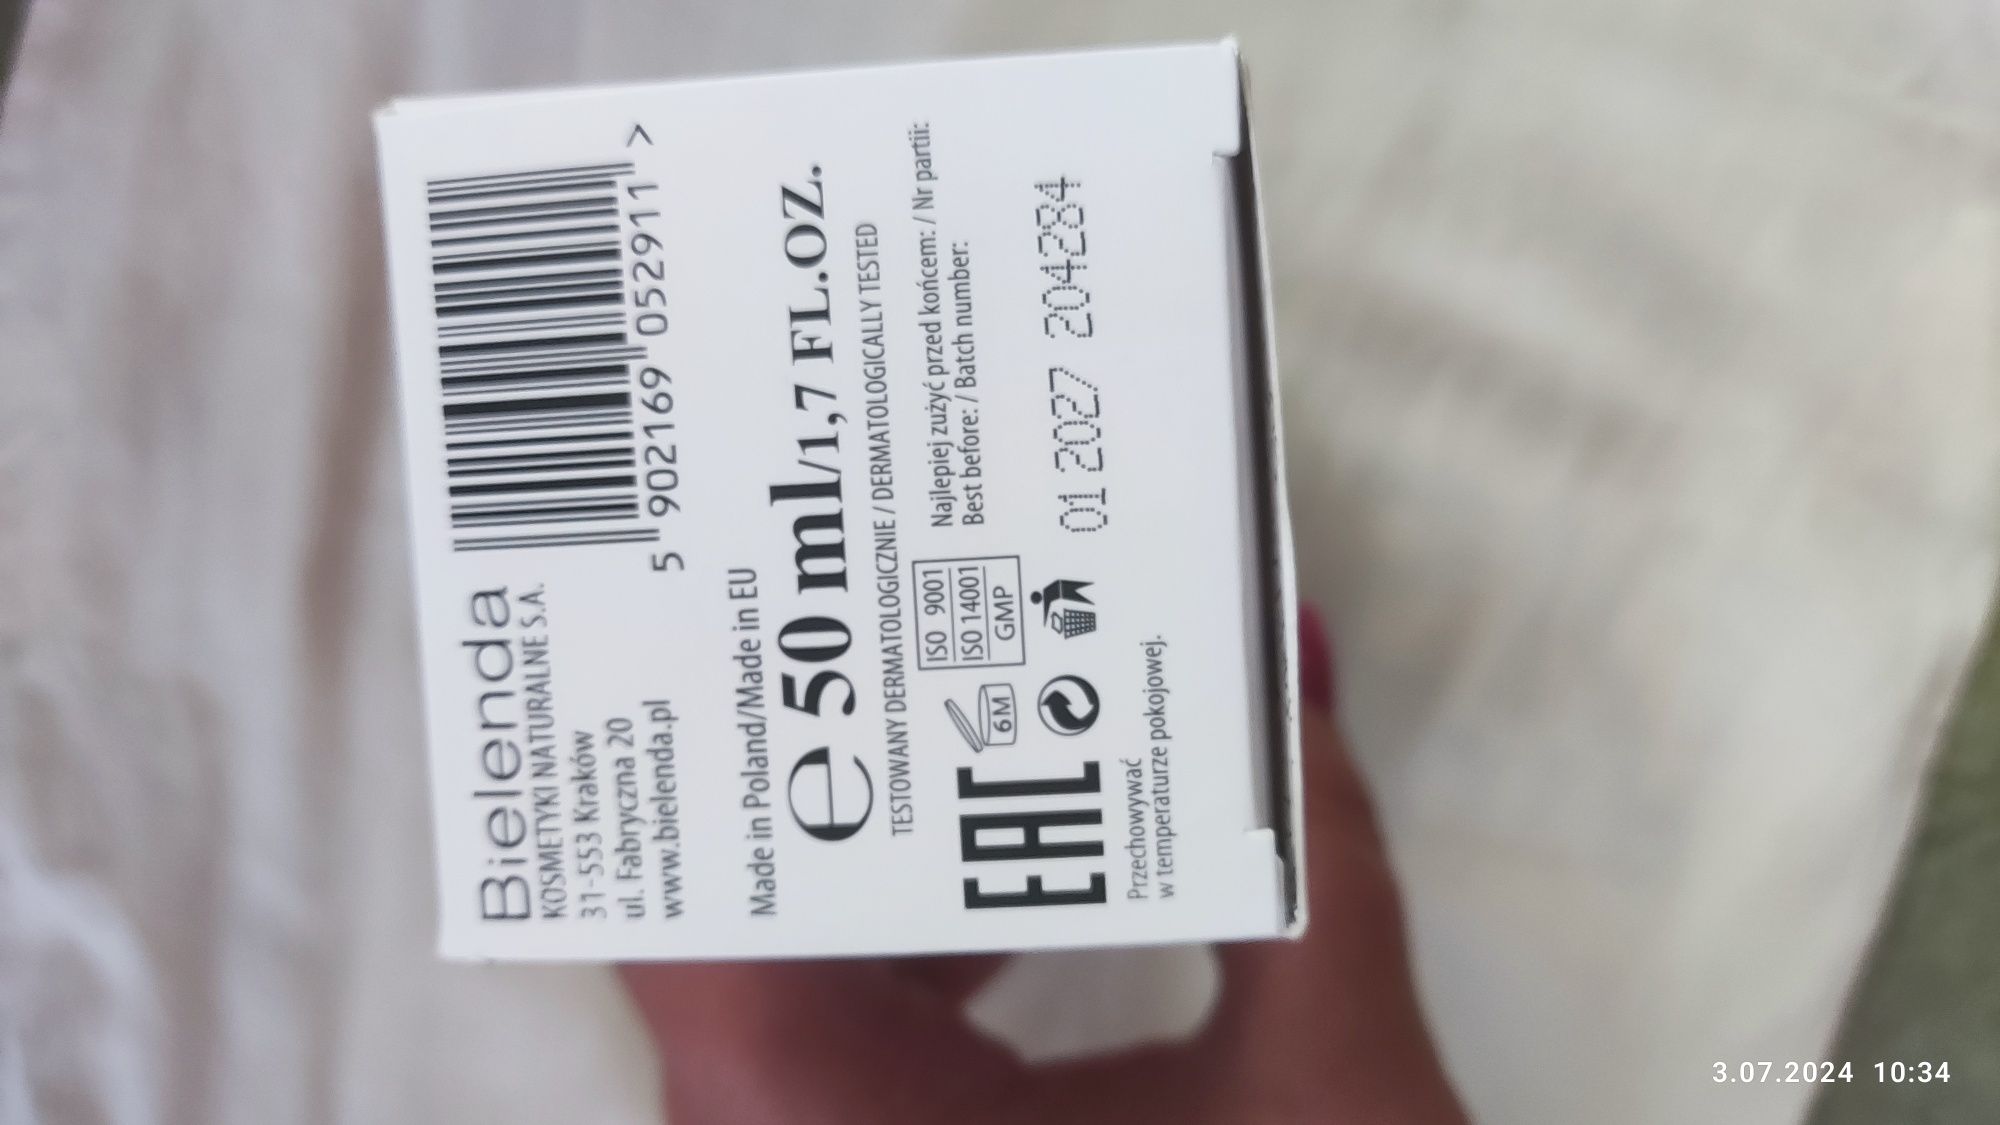 Bielenda
KOSMETYKI NATURALNE S.A.
31-553 Kraków
ul. Fabryczna 20
www.bielenda.pl
5 902169 052911 >
Made in Poland/Made in EU
℮ 50 ml/1,7 FL.OZ.
TESTOWANY DERMATOLOGICZNIE / DERMATOLOGICALLY TESTED
6M
ISO 9001
ISO 14001
GMP
Najlepiej zużyć przed końcem: / Nr partii:
Best before: / Batch number:
01 2027 204284
EAC
Przechowywać
w temperaturze pokojowej.
3.07.2024 10:34